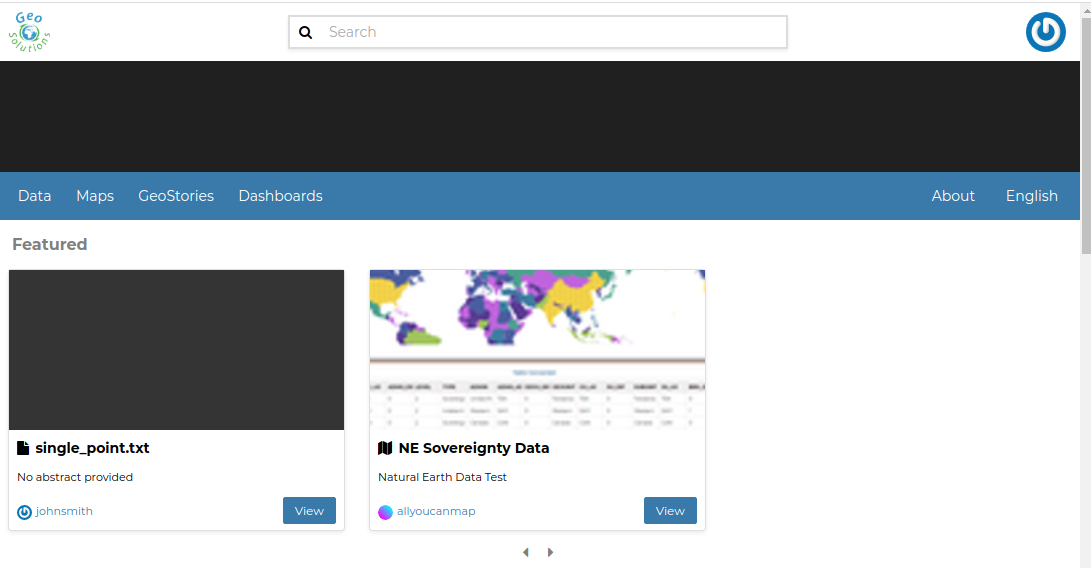 Geo
Solutions
Search
Data Maps GeoStories Dashboards About English
Featured
single_point.txt
No abstract provided
johnsmith
View
NE Sovereignty Data
Natural Earth Data Test
allyoucanmap
View